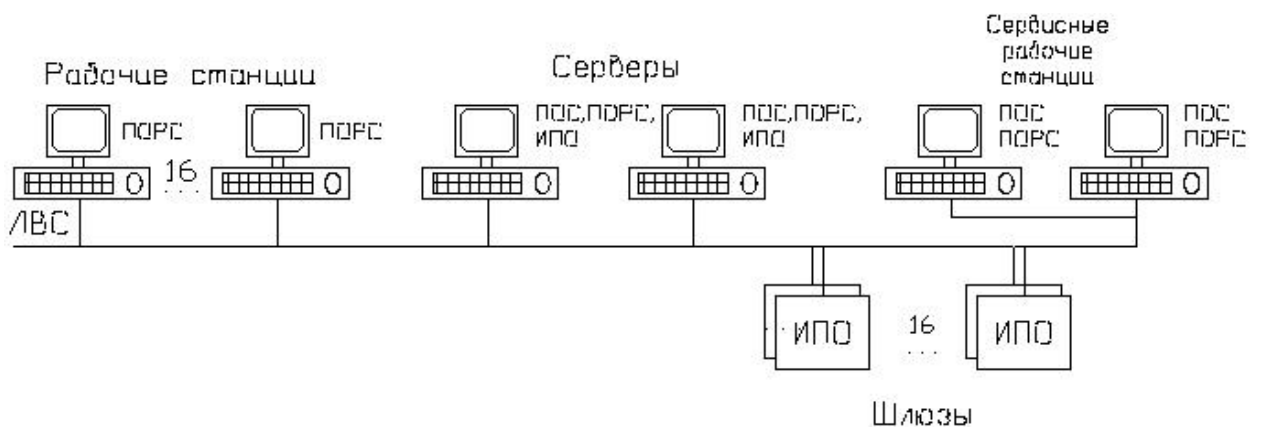 Рабочие станции
Серверы
Сервисные
рабочие
станции
ПОРС
ПОРС
ПОС,ПОРС,
ИПО
ПОС,ПОРС,
ИПО
ПОС
ПОРС
ПОС
ПОРС
16
...
ЛВС
ИПО
16
...
ИПО
Шлюзы